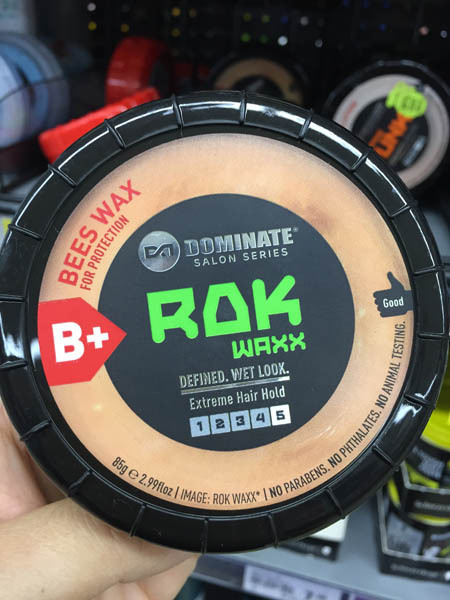 BEES WAX
FOR PROTECTION
B+
DOMINATE®
SALON SERIES
ROK
WAXX
DEFINED. WET LOOK.
Extreme Hair Hold
1 2 3 4 5
Good
85g ℮ 2.99floz | IMAGE: ROK WAXX* | NO PARABENS. NO PHTHALATES. NO ANIMAL TESTING.